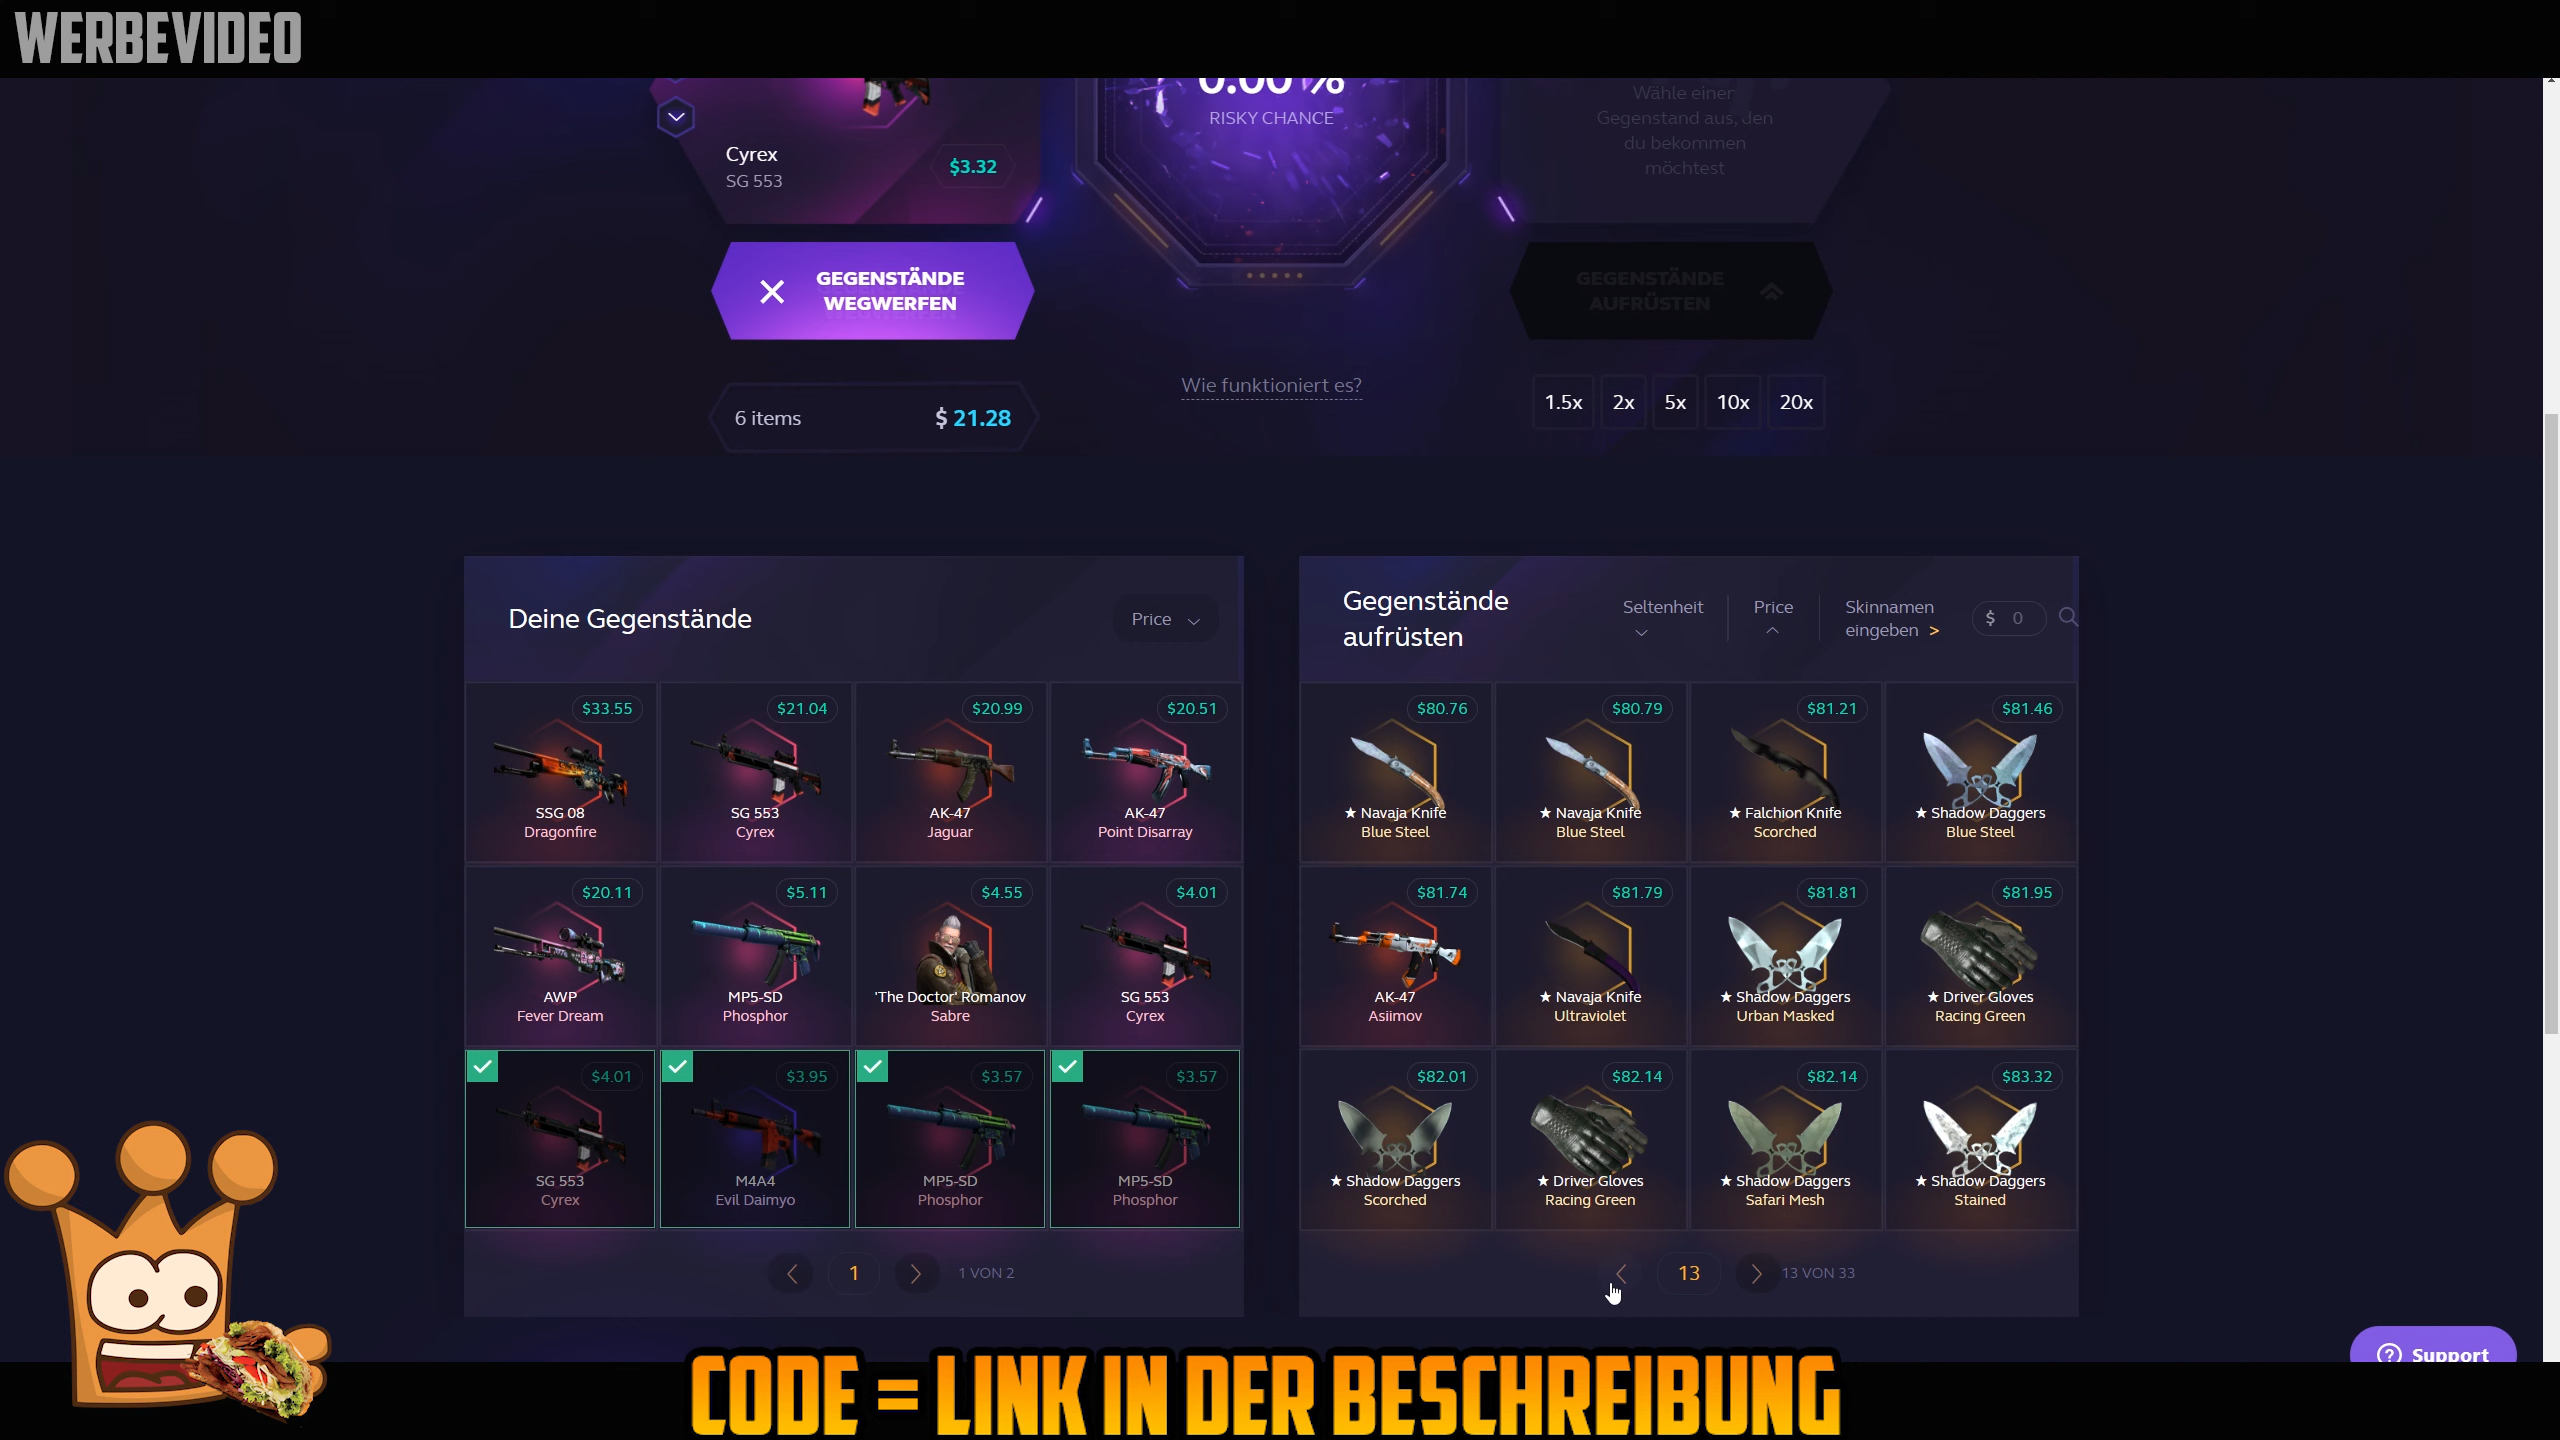 WERBEVIDEO
0.00 %
RISKY CHANCE
Wähle einen
Gegenstand aus, den
du bekommen
möchtest
Cyrex
SG 553
$3.32
GEGENSTÄNDE
WEGWERFEN
GEGENSTÄNDE
AUFRÜSTEN
Wie funktioniert es?
6 items
$ 21.28
1.5x 2x 5x 10x 20x
Deine Gegenstände
Price
$33.55 $21.04 $20.99 $20.51
SSG 08 SG 553 AK-47 AK-47
Dragonfire Cyrex Jaguar Point Disarray
$20.11 $5.11 $4.55 $4.01
AWP MP5-SD 'The Doctor' Romanov SG 553
Fever Dream Phosphor Sabre Cyrex
$4.01 $3.95 $3.57 $3.57
SG 553 M4A4 MP5-SD MP5-SD
Cyrex Evil Daimyo Phosphor Phosphor
1 1 VON 2
Gegenstände
aufrüsten
Seltenheit
Price
Skinnamen
eingeben >
$ 0
$80.76 $80.79 $81.21 $81.46
★ Navaja Knife ★ Navaja Knife ★ Falchion Knife ★ Shadow Daggers
Blue Steel Blue Steel Scorched Blue Steel
$81.74 $81.79 $81.81 $81.95
AK-47 ★ Navaja Knife ★ Shadow Daggers ★ Driver Gloves
Asiimov Ultraviolet Urban Masked Racing Green
$82.01 $82.14 $82.14 $83.32
★ Shadow Daggers ★ Driver Gloves ★ Shadow Daggers ★ Shadow Daggers
Scorched Racing Green Safari Mesh Stained
13 13 VON 33
Support
CODE = LINK IN DER BESCHREIBUNG